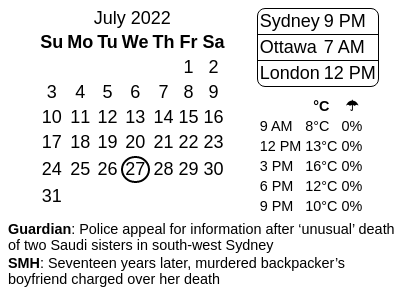 July 2022
Su Mo Tu We Th Fr Sa
1 2
3 4 5 6 7 8 9
10 11 12 13 14 15 16
17 18 19 20 21 22 23
24 25 26 27 28 29 30
31
Sydney 9 PM
Ottawa 7 AM
London 12 PM
°C ☂
9 AM 8°C 0%
12 PM 13°C 0%
3 PM 16°C 0%
6 PM 12°C 0%
9 PM 10°C 0%
Guardian: Police appeal for information after ‘unusual’ death
of two Saudi sisters in south-west Sydney
SMH: Seventeen years later, murdered backpacker’s
boyfriend charged over her death